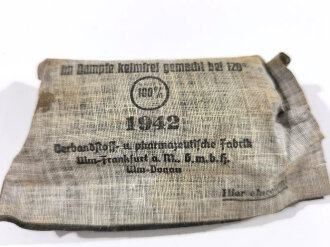 Im Dampfe keimfrei gemacht bei 120°
100%
1942
Verbandstoff- u. pharmazeutische Fabrik
Ulm-Frankfurt a. M., G.m.b.H.
Ulm-Donau
Hier